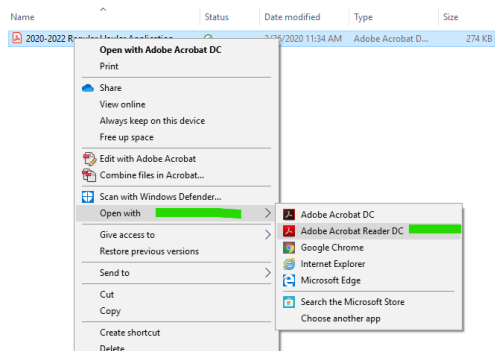 Name Status Date modified Type Size
2020-2022 Regular Hauler Application 2/26/2020 11:34 AM Adobe Acrobat D... 274 KB
Open with Adobe Acrobat DC
Print
Share
View online
Always keep on this device
Free up space
Edit with Adobe Acrobat
Combine files in Acrobat...
Scan with Windows Defender...
Open with
Give access to
Restore previous versions
Send to
Cut
Copy
Create shortcut
Delete
Adobe Acrobat DC
Adobe Acrobat Reader DC
Google Chrome
Internet Explorer
Microsoft Edge
Search the Microsoft Store
Choose another app